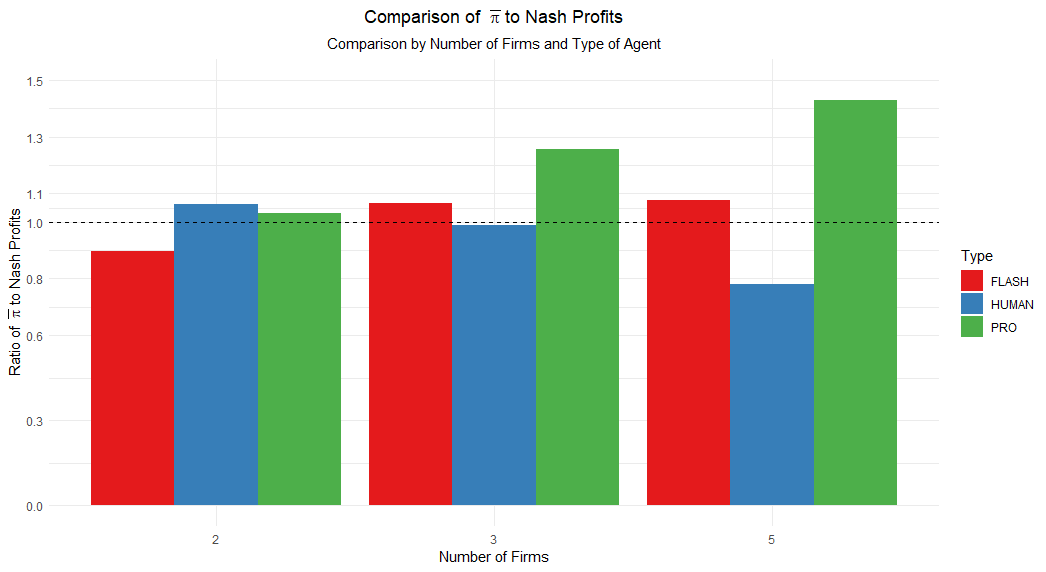 Comparison of π̅ to Nash Profits
Comparison by Number of Firms and Type of Agent
Ratio of π̅ to Nash Profits
1.5
1.3
1.1
1.0
0.8
0.6
0.3
0.0
2
3
5
Number of Firms
Type
FLASH
HUMAN
PRO